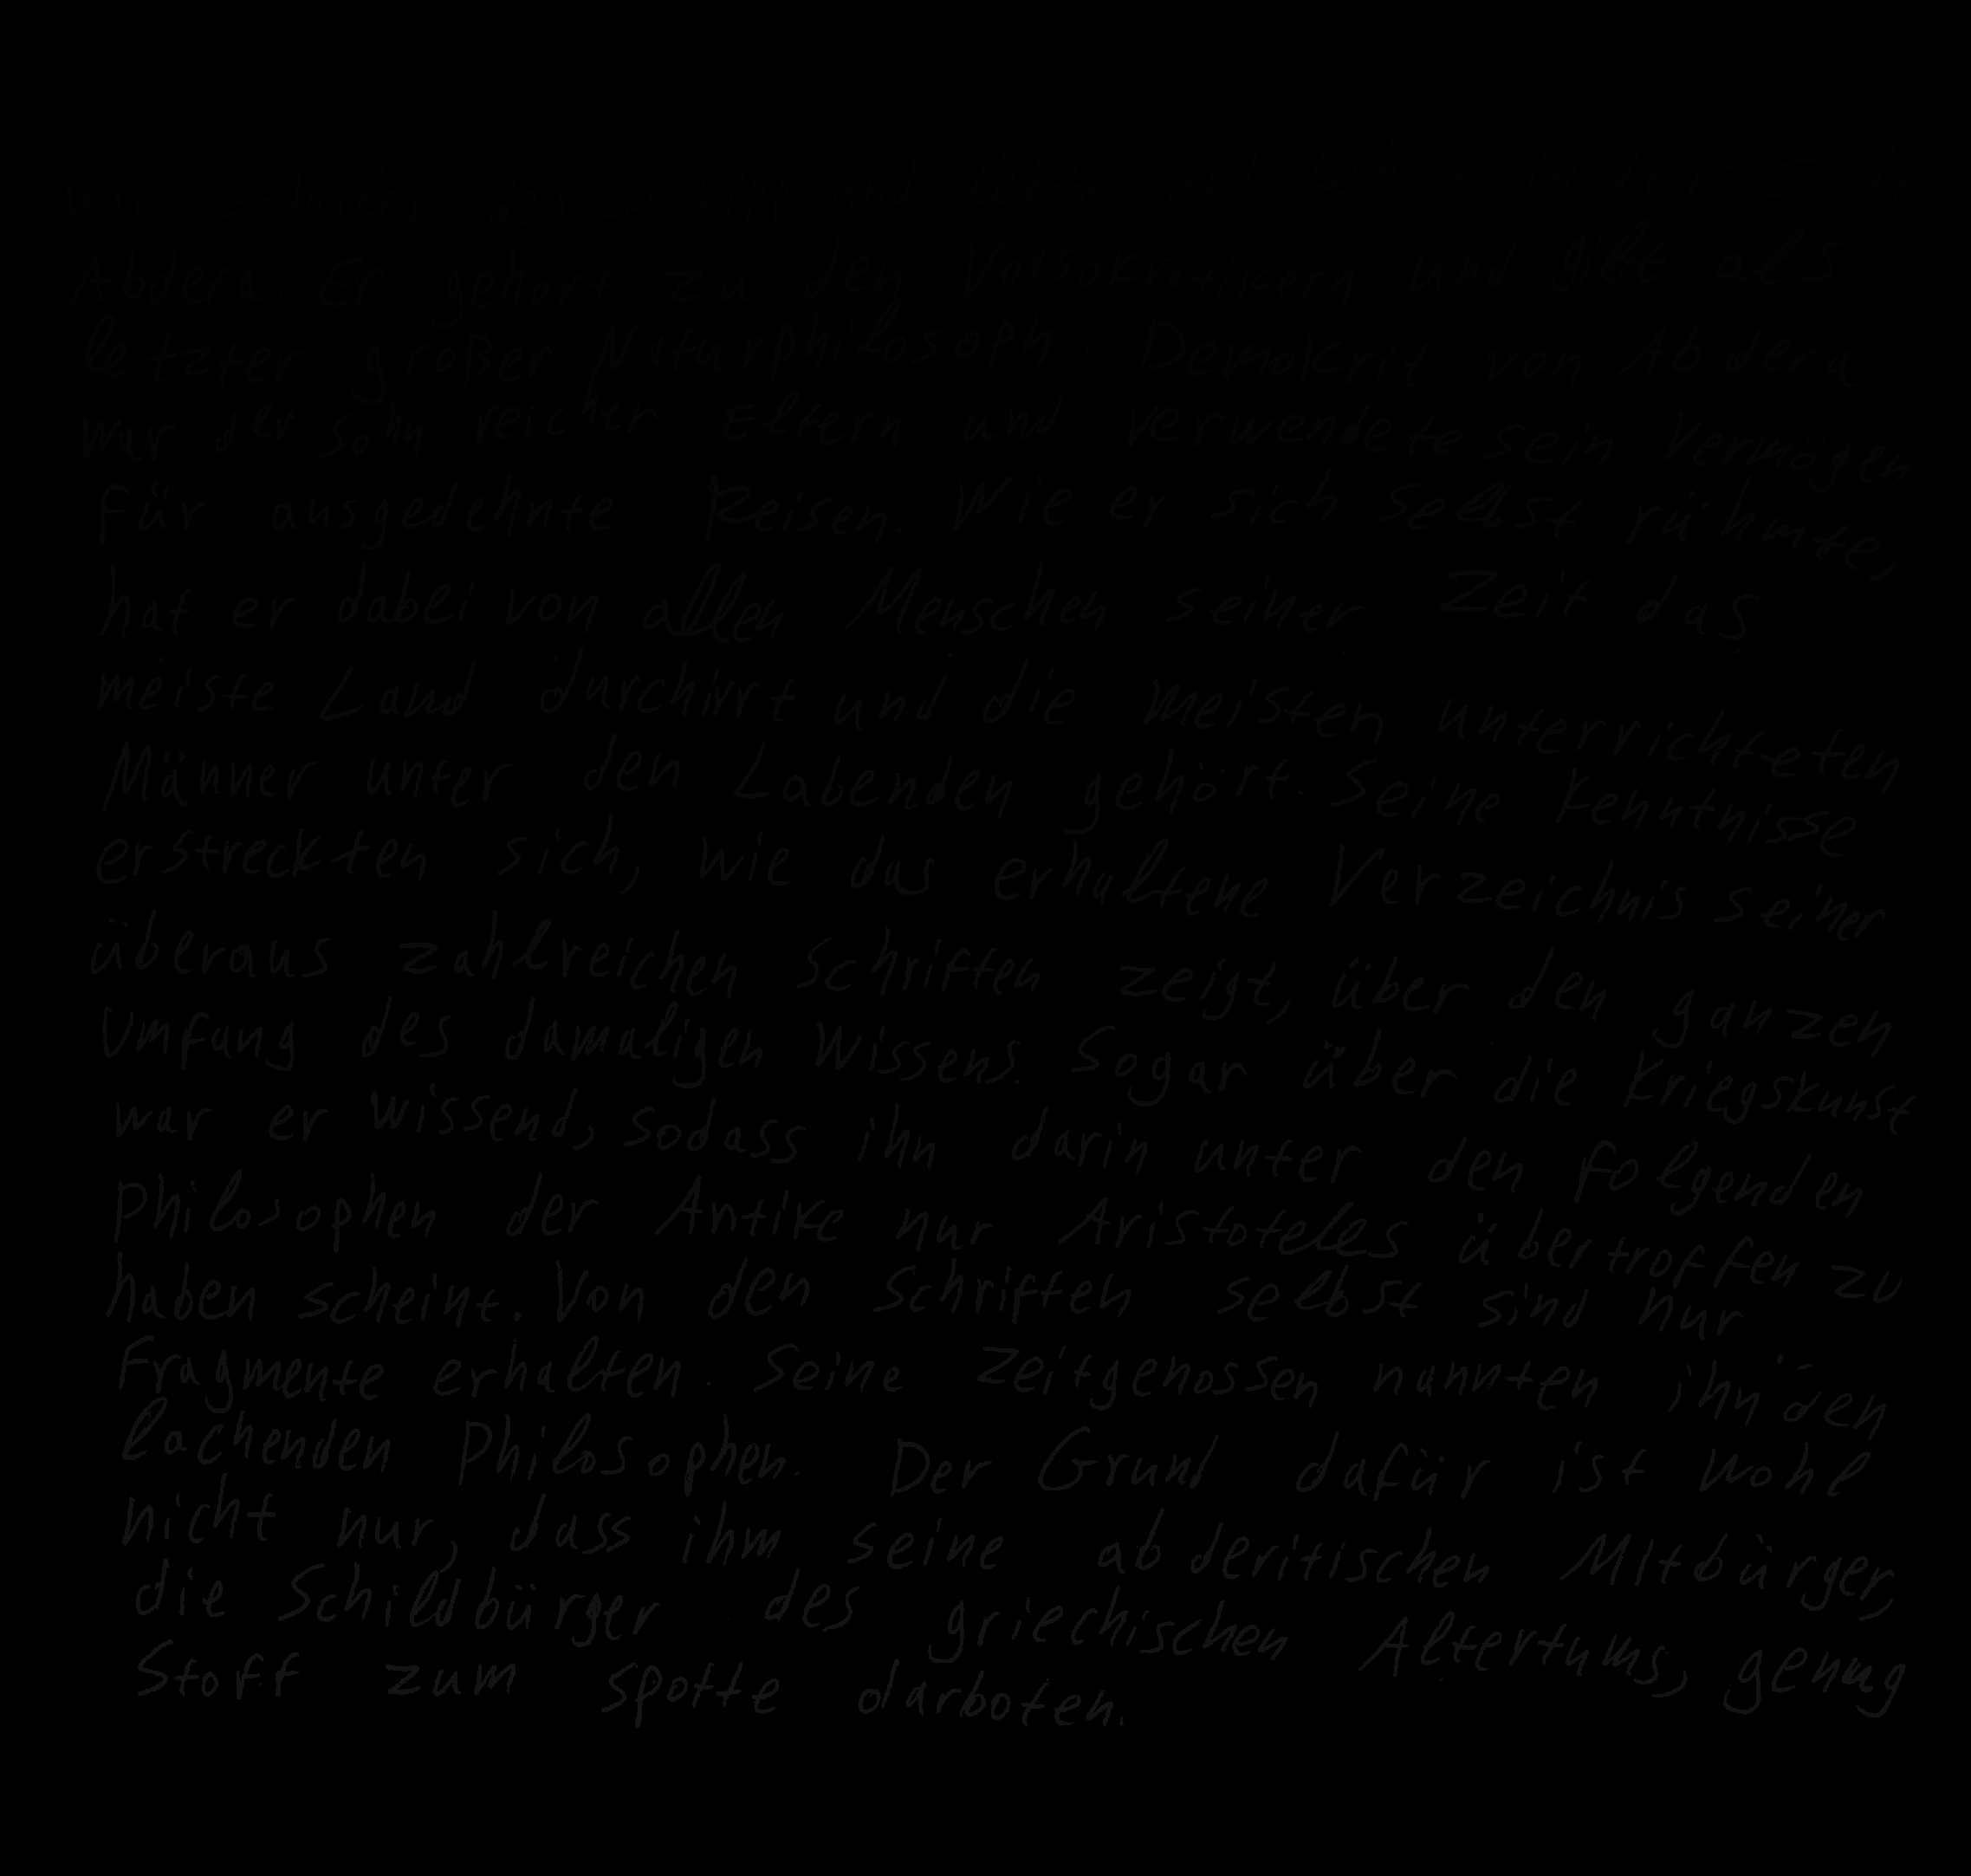 war Schüler des Leukipp und lebte und lehrte in der Stadt
Abdera. Er gehört zu den Vorsokratikern und gilt als
letzter großer Naturphilosoph. Demokrit von Abdera
war der Sohn reicher Eltern und verwendete sein Vermögen
für ausgedehnte Reisen. Wie er sich selbst rühmte,
hat er dabei von allen Menschen seiner Zeit das
meiste Land durchirrt und die meisten unterrichteten
Männer unter den Labenden gehört. Seine Kenntnisse
erstreckten sich, wie das erhaltene Verzeichnis seiner
überaus zahlreichen Schriften zeigt, über den ganzen
Umfang des damaligen Wissens. Sogar über die Kriegskunst
war er wissend, sodass ihn darin unter den folgenden
Philosophen der Antike nur Aristoteles übertroffen zu
haben scheint. Von den Schriften selbst sind nur
Fragmente erhalten. Seine Zeitgenossen nannten ihn den
lachenden Philosophen. Der Grund dafür ist wohl
nicht nur, dass ihm seine abderitischen Mitbürger,
die Schildbürger des griechischen Altertums, genug
Stoff zum Spotte darboten.